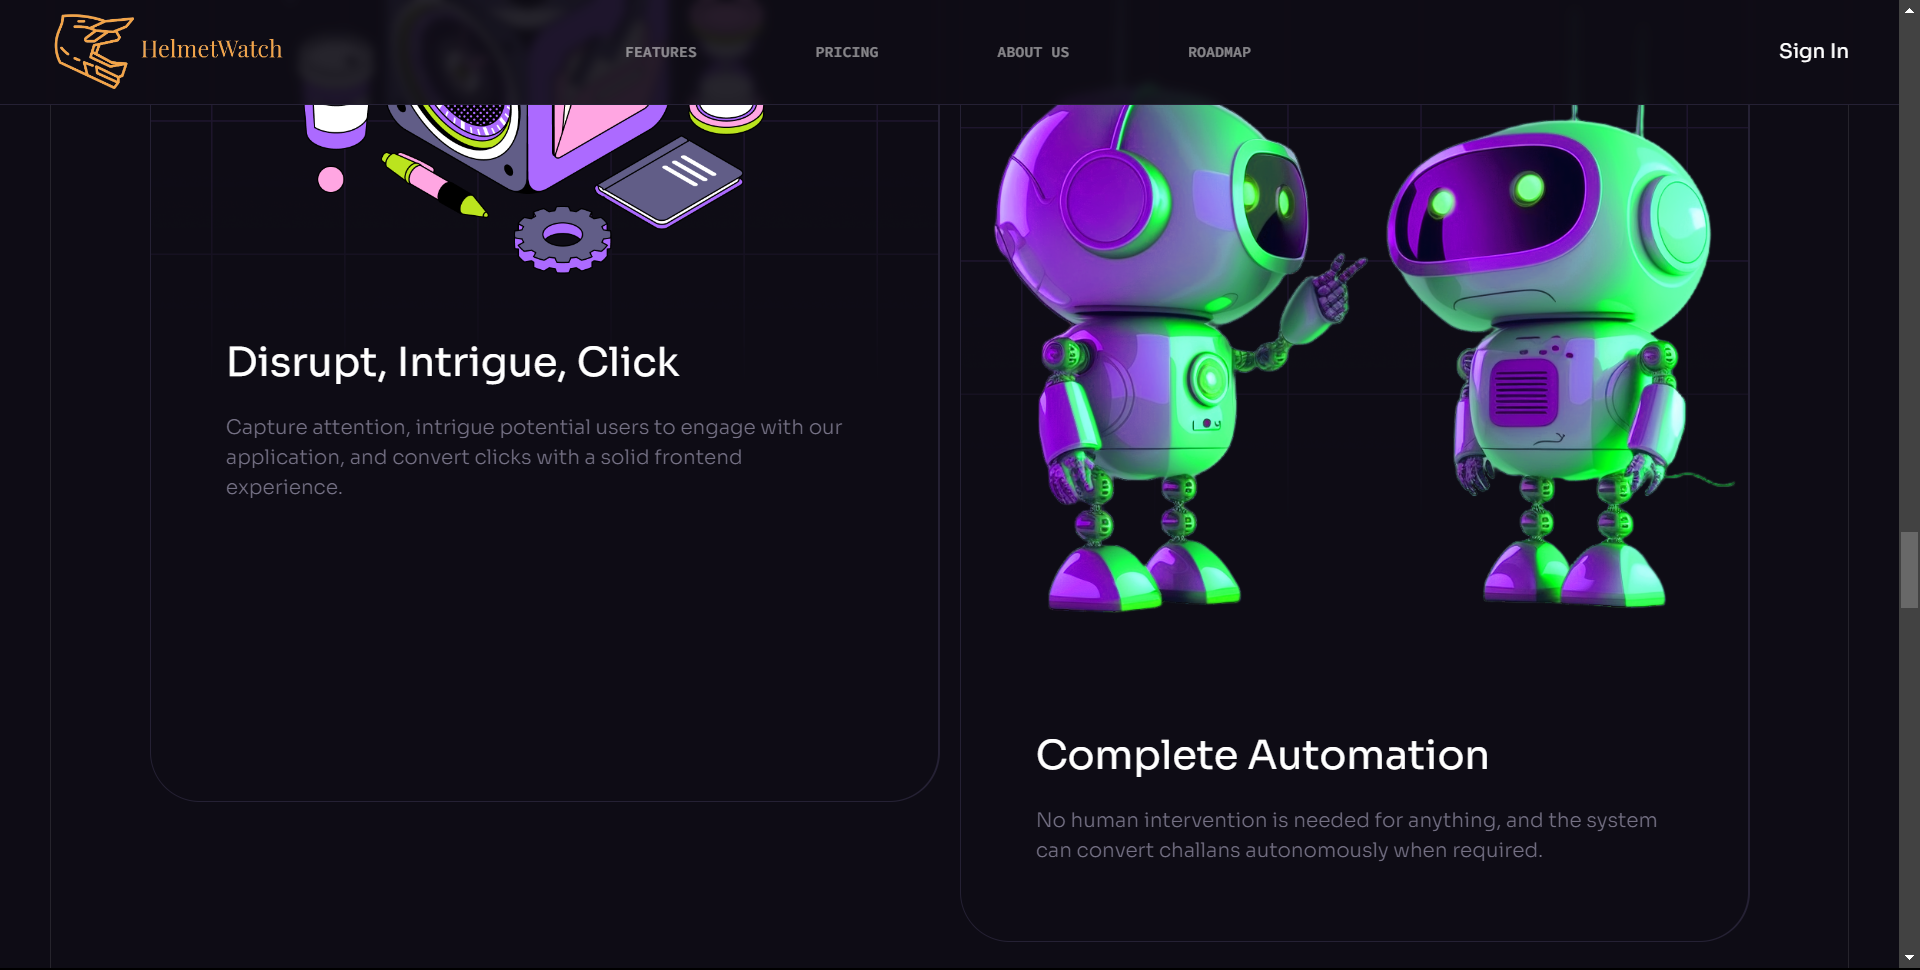 HelmetWatch
FEATURES
PRICING
ABOUT US
ROADMAP
Sign In
Disrupt, Intrigue, Click
Capture attention, intrigue potential users to engage with our
application, and convert clicks with a solid frontend
experience.
Complete Automation
No human intervention is needed for anything, and the system
can convert challans autonomously when required.